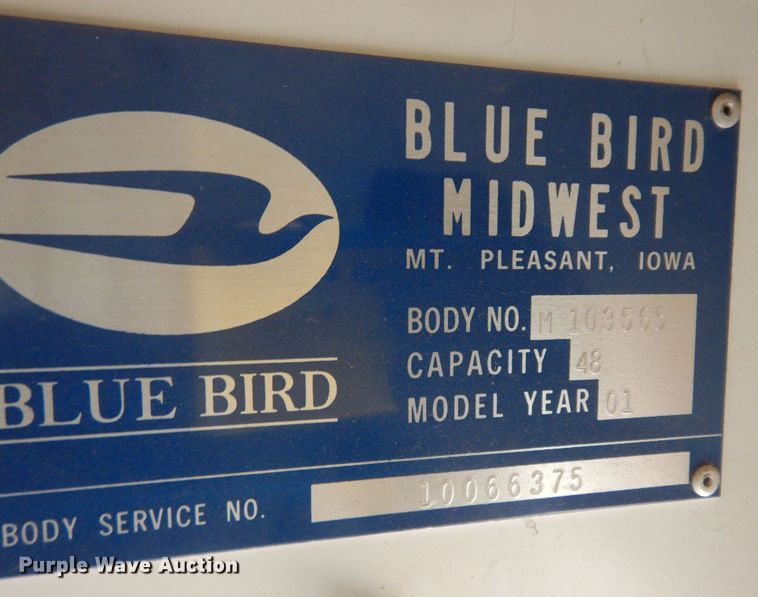 BLUE BIRD
MIDWEST
MT. PLEASANT, IOWA
BODY NO. M 103565
CAPACITY 48
MODEL YEAR 01
BLUE BIRD
BODY SERVICE NO. 10066375
Purple Wave Auction